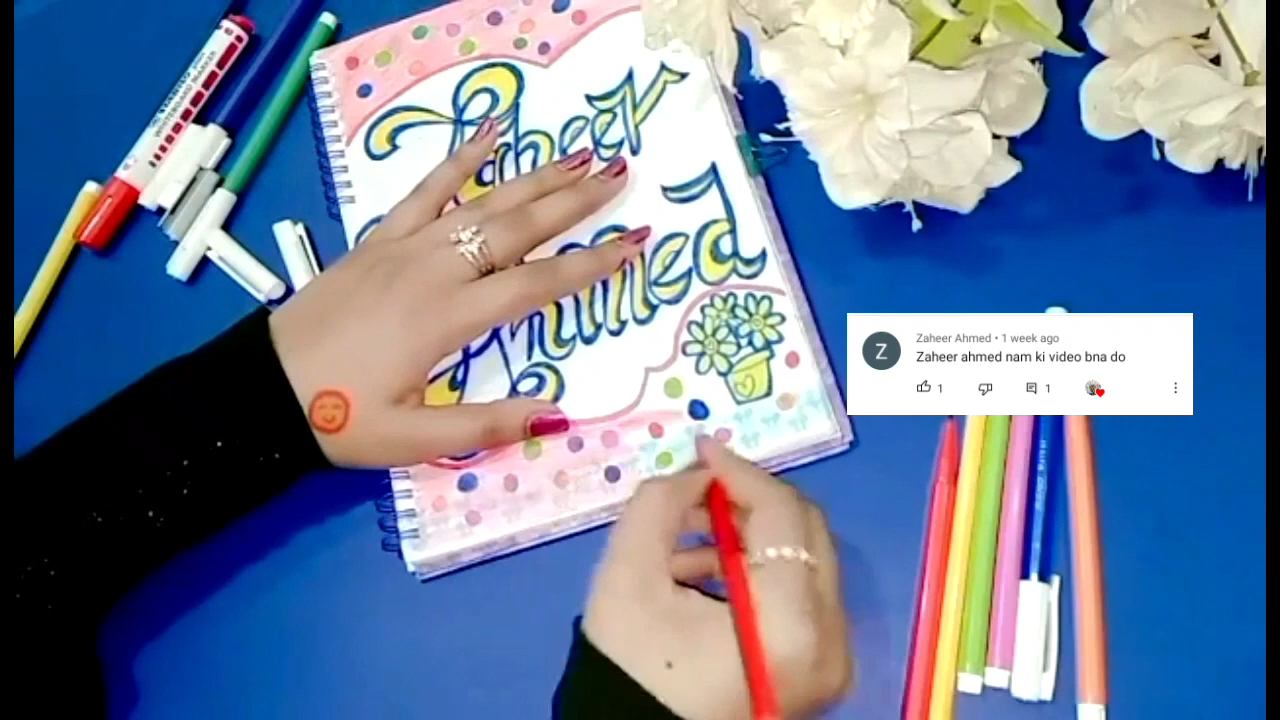 Zaheer
Ahmed
Zaheer Ahmed • 1 week ago
Zaheer ahmed nam ki video bna do
1
1
Z